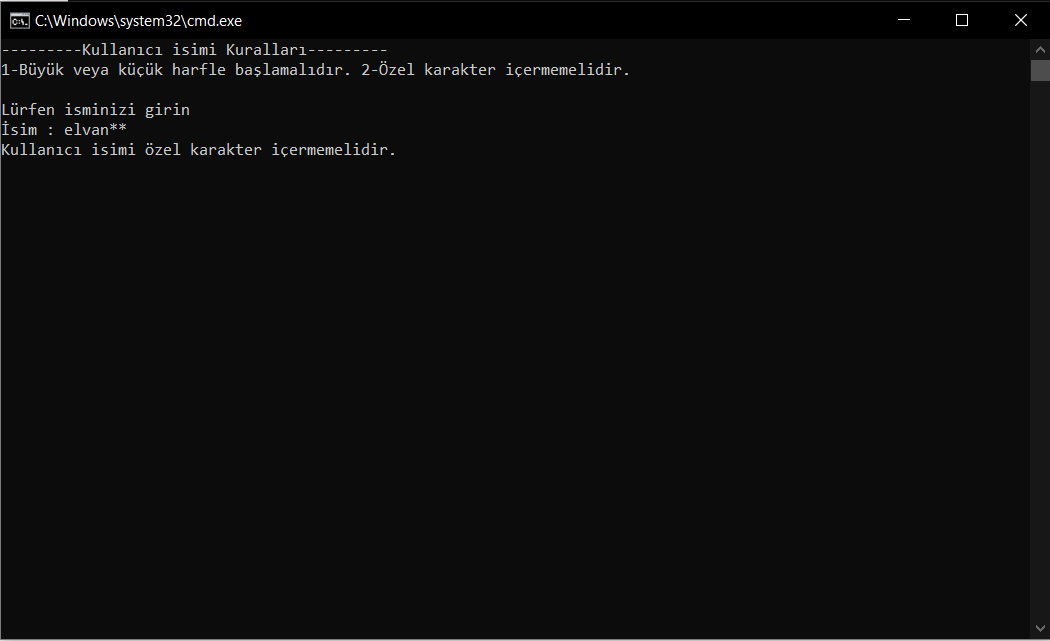 C:\Windows\system32\cmd.exe
---------Kullanıcı isimi Kuralları---------
1-Büyük veya küçük harfle başlamalıdır. 2-Özel karakter içermemelidir.
Lürfen isminizi girin
İsim : elvan**
Kullanıcı isimi özel karakter içermemelidir.